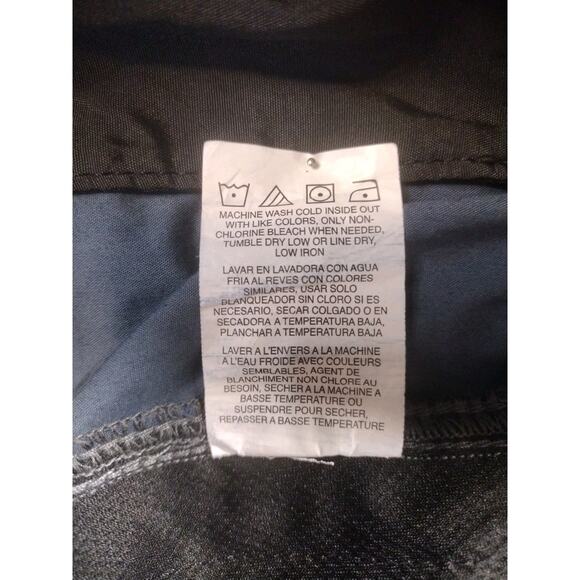 MACHINE WASH COLD INSIDE OUT
WITH LIKE COLORS, ONLY NON-
CHLORINE BLEACH WHEN NEEDED,
TUMBLE DRY LOW OR LINE DRY,
LOW IRON
LAVAR EN LAVADORA CON AGUA
FRIA AL REVES CON COLORES
SIMILARES, USAR SOLO
BLANQUEADOR SIN CLORO SI ES
NECESARIO, SECAR COLGADO O EN
SECADORA A TEMPERATURA BAJA,
PLANCHAR A TEMPERATURA BAJA
LAVER A L'ENVERS A LA MACHINE
A L'EAU FROIDE AVEC COULEURS
SEMBLABLES, AGENT DE
BLANCHIMENT NON CHLORE AU
BESOIN, SECHER A LA MACHINE A
BASSE TEMPERATURE OU
SUSPENDRE POUR SECHER,
REPASSER A BASSE TEMPERATURE